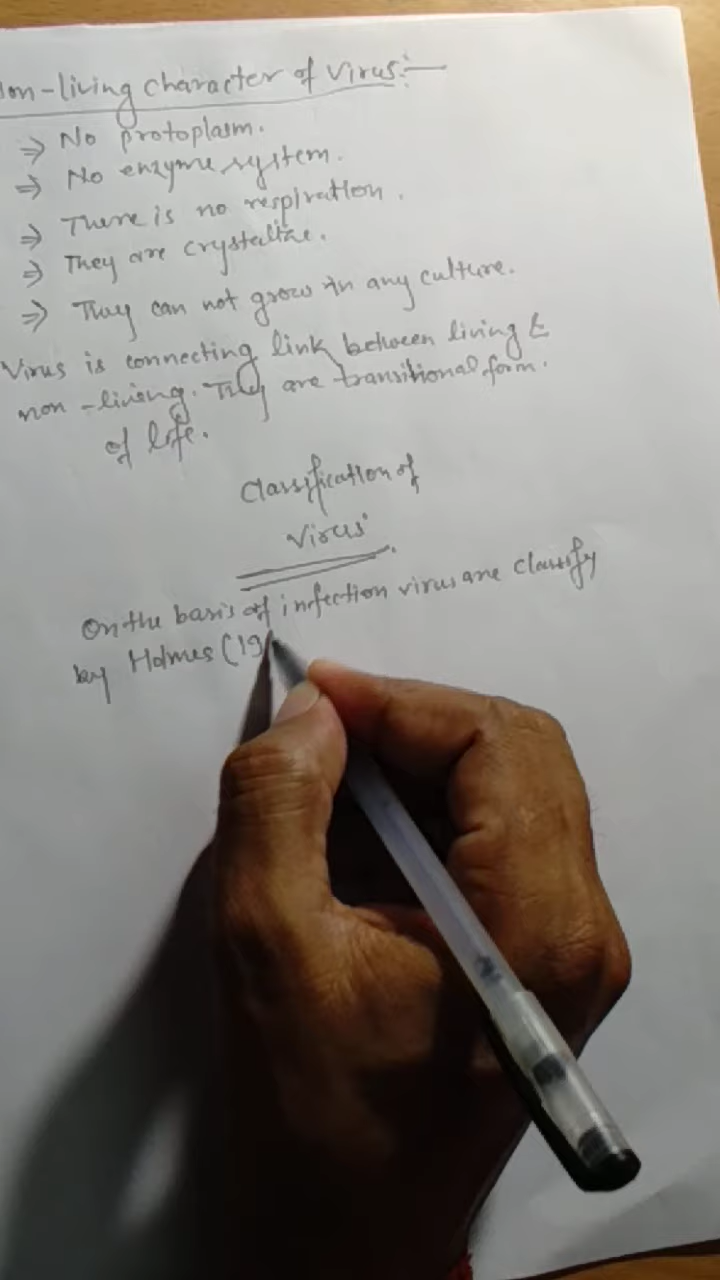 Non-living character of Virus:—
⇒ No protoplasm.
⇒ No enzyme system.
⇒ There is no respiration.
⇒ They are crystallize.
⇒ They can not grow in any culture.
Virus is connecting link between living &
non-living. They are transitional form.
of life.
Classification of
Virus
On the basis of infection virus are classify
by Holmes (19